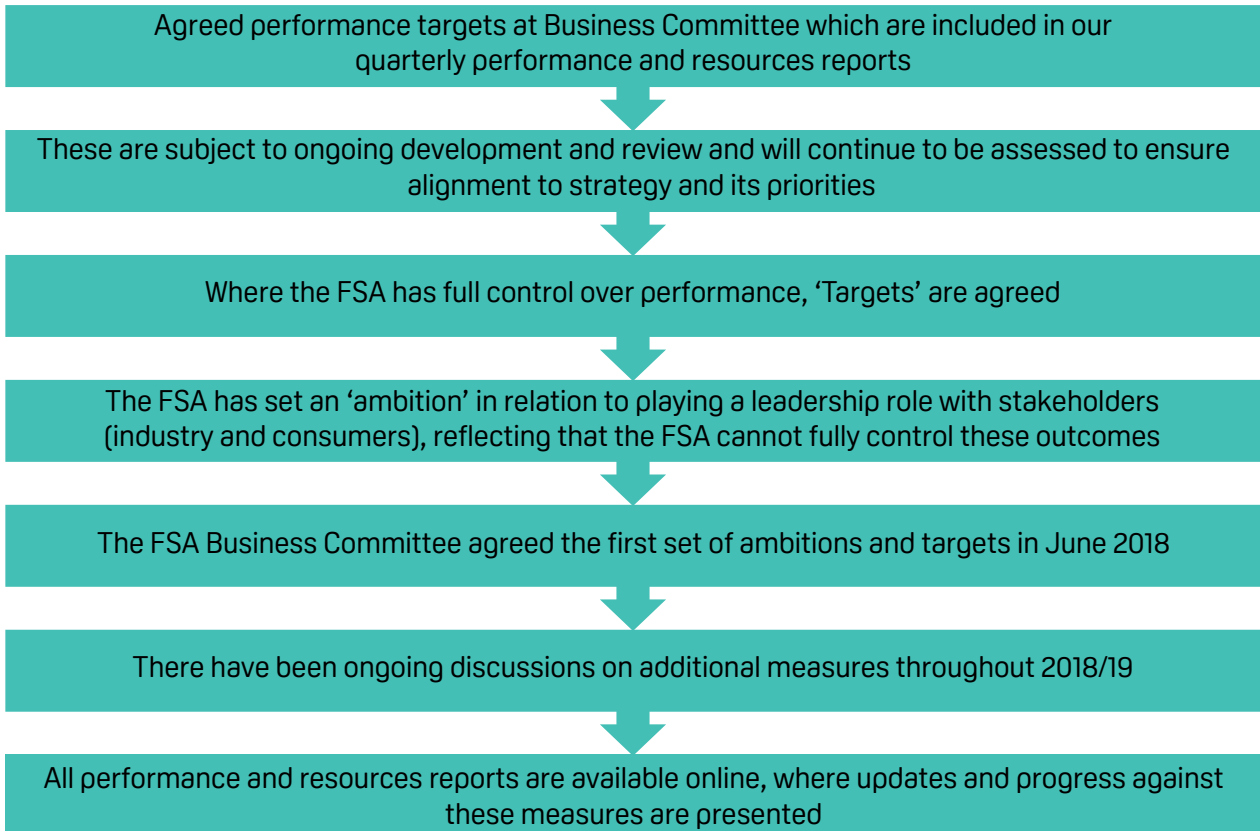 Agreed performance targets at Business Committee which are included in our
quarterly performance and resources reports
These are subject to ongoing development and review and will continue to be assessed to ensure
alignment to strategy and its priorities
Where the FSA has full control over performance, ‘Targets’ are agreed
The FSA has set an ‘ambition’ in relation to playing a leadership role with stakeholders
(industry and consumers), reflecting that the FSA cannot fully control these outcomes
The FSA Business Committee agreed the first set of ambitions and targets in June 2018
There have been ongoing discussions on additional measures throughout 2018/19
All performance and resources reports are available online, where updates and progress against
these measures are presented